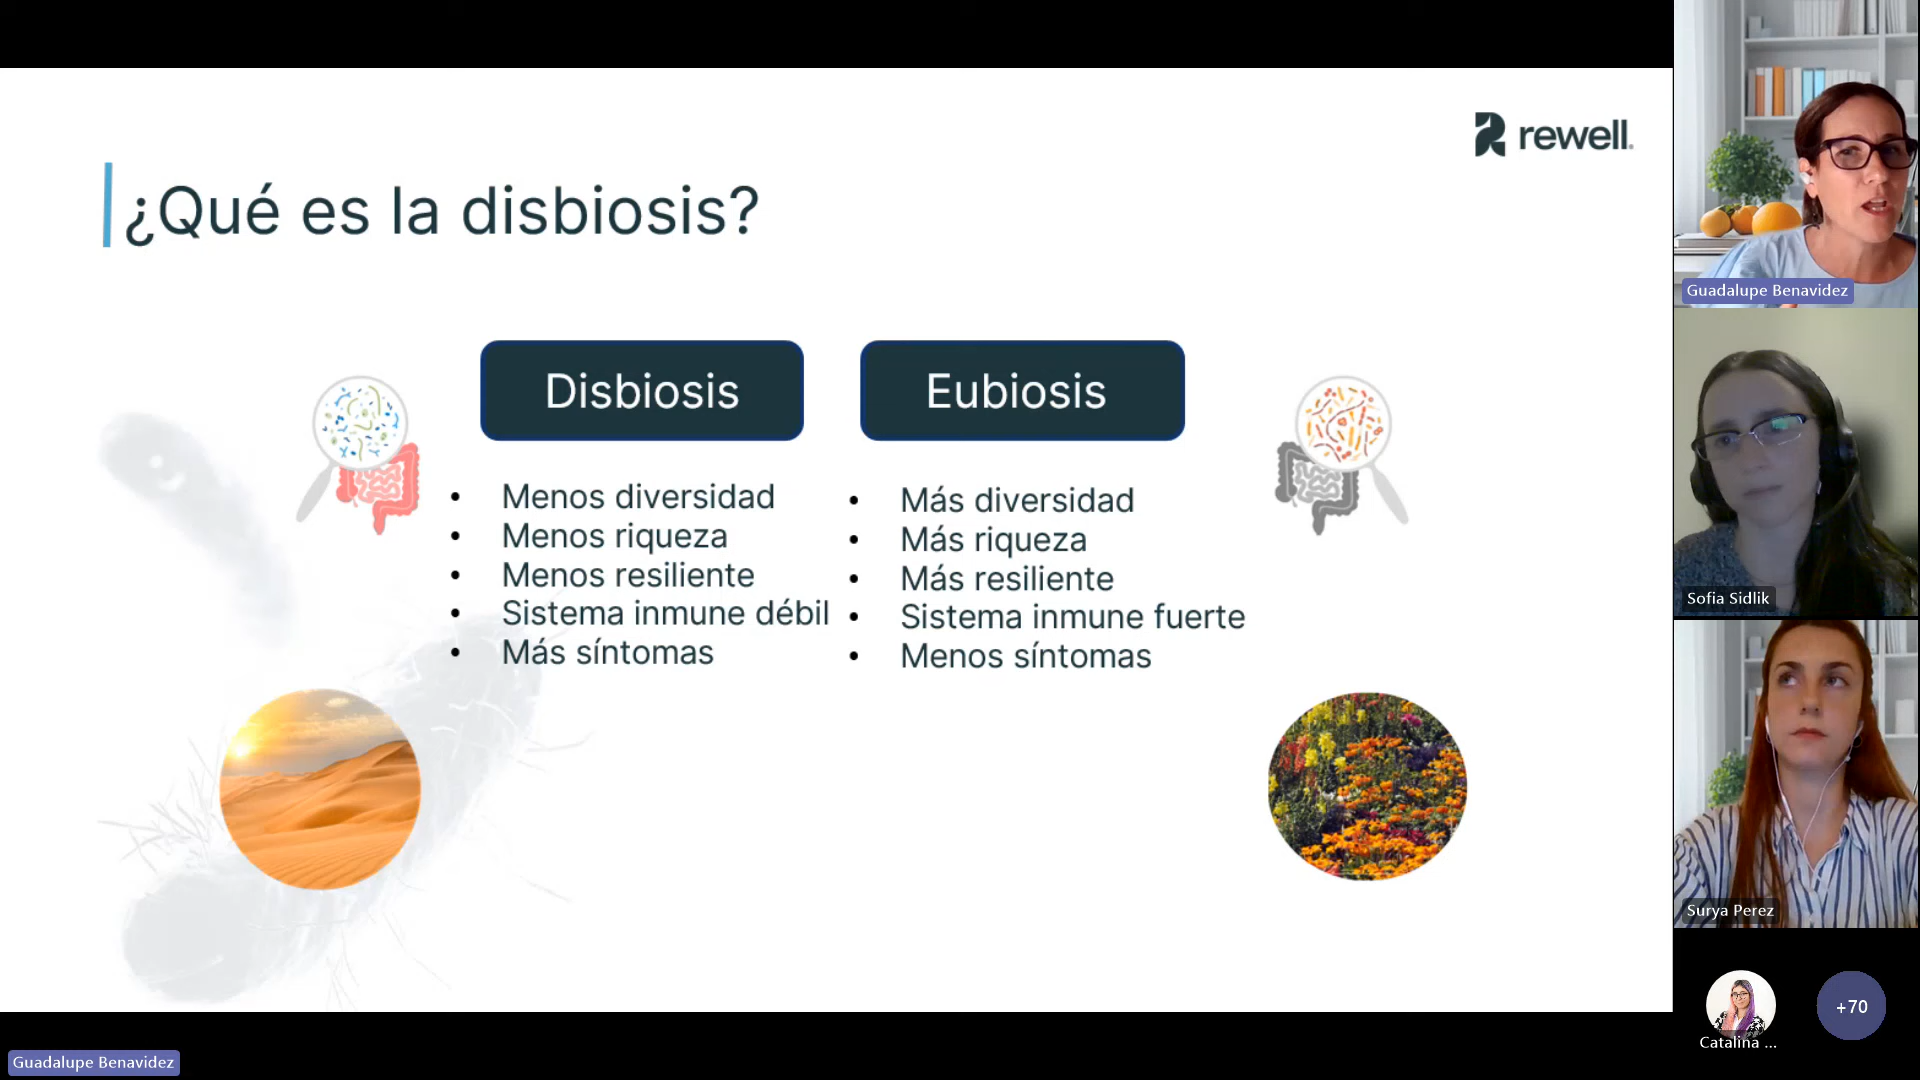 rewell.
¿Qué es la disbiosis?
Disbiosis
• Menos diversidad
• Menos riqueza
• Menos resiliente
• Sistema inmune débil
• Más síntomas
Eubiosis
• Más diversidad
• Más riqueza
• Más resiliente
• Sistema inmune fuerte
• Menos síntomas
Guadalupe Benavidez
Sofia Sidlik
Surya Perez
Catalina ...
+70
Guadalupe Benavidez